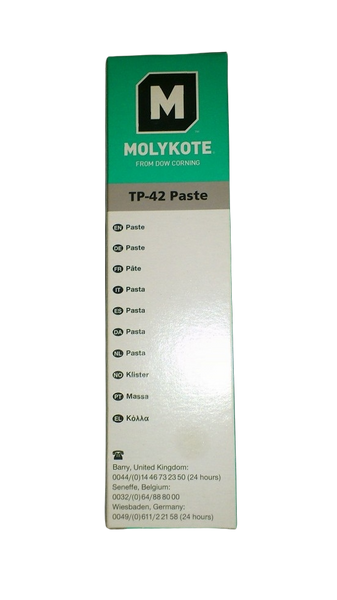 M
MOLYKOTE
FROM DOW CORNING
TP-42 Paste
EN Paste
DE Paste
FR Pâte
IT Pasta
ES Pasta
DA Pasta
NL Pasta
NO Klister
PT Massa
EL Κόλλα
Barry, United Kingdom:
0044/(0)14 46 73 23 50 (24 hours)
Seneffe, Belgium:
0032/(0)64/88 80 00
Wiesbaden, Germany:
0049/(0)611/2 21 58 (24 hours)